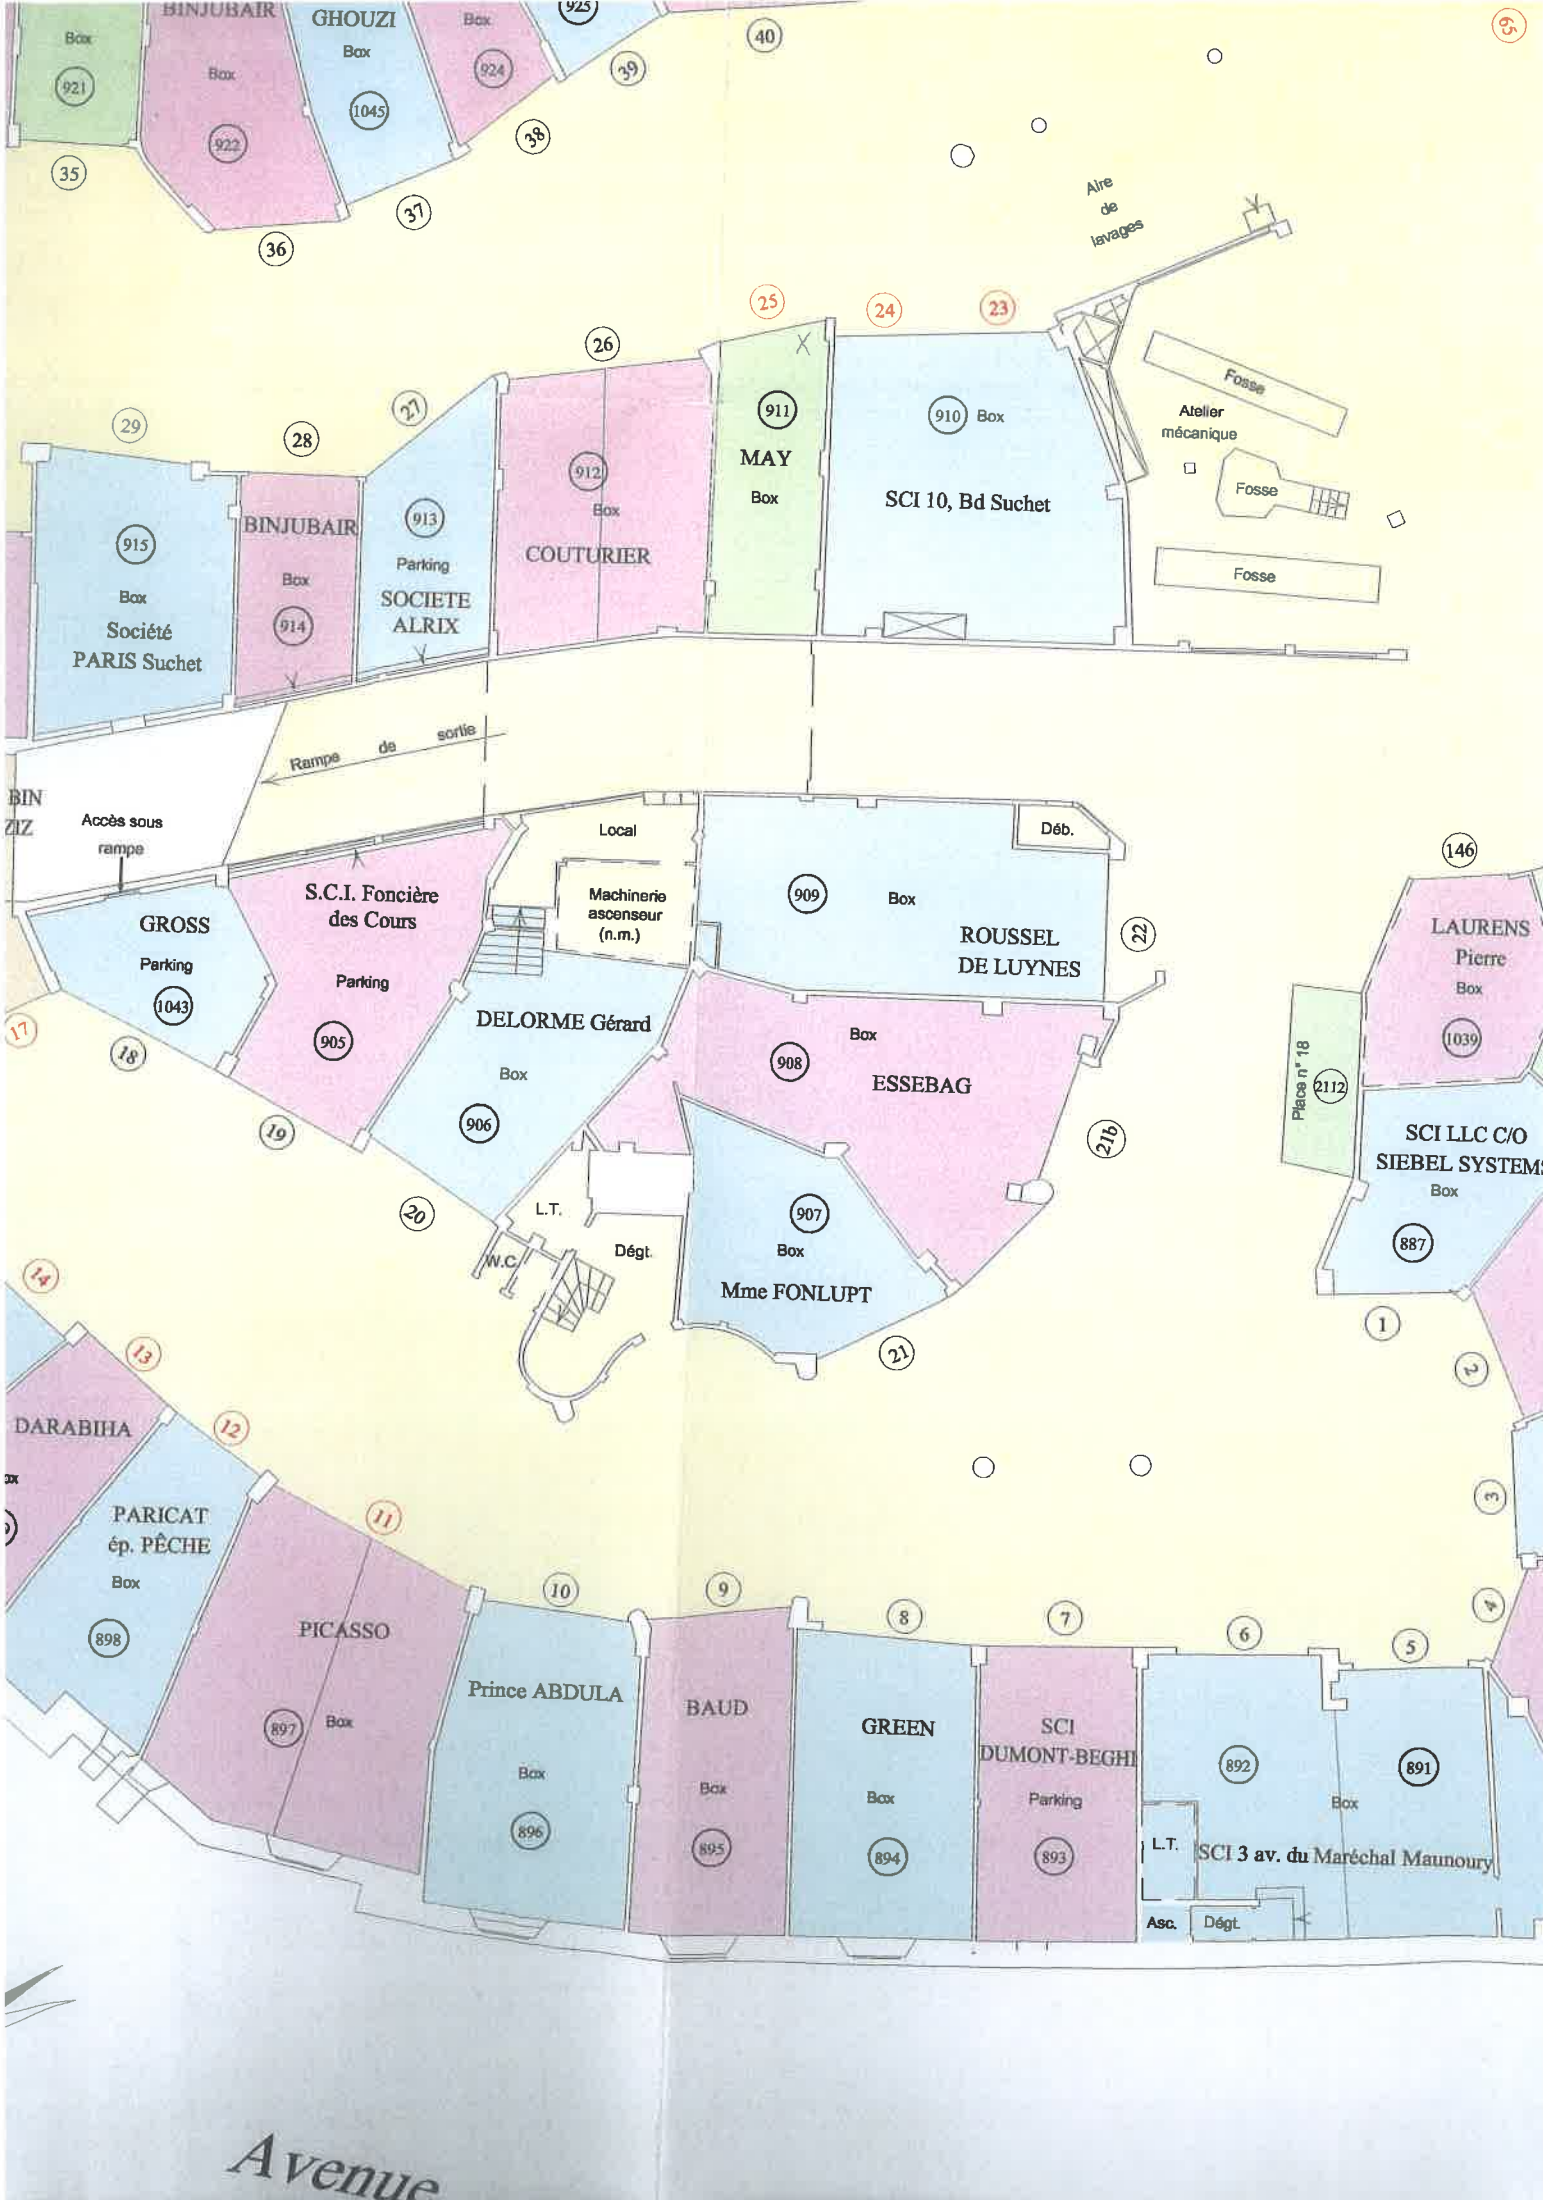 BINJUBAIR
GHOUZI
Box
925
65
Box
Box
Box
40
921
924
39
1045
922
38
35
37
36
Aire
de
lavages
25
24
23
26
27
29
28
Fosse
911
910 Box
Atelier
mécanique
MAY
Box
912
Box
Fosse
SCI 10, Bd Suchet
BINJUBAIR
913
915
COUTURIER
Parking
Fosse
Box
Box
SOCIETE
ALRIX
914
Société
PARIS Suchet
Rampe de sortie
BIN
ZIZ
Accès sous
rampe
Local
Déb.
146
S.C.I. Foncière
des Cours
Machinerie
ascenseur
(n.m.)
909
Box
GROSS
ROUSSEL
DE LUYNES
22
LAURENS
Pierre
Parking
Parking
Box
1043
DELORME Gérard
17
18
905
Box
908
ESSEBAG
1039
Box
Place n° 18
2112
906
19
21b
SCI LLC C/O
SIEBEL SYSTEMS
Box
20
L.T.
907
887
W.C.
Dégt.
Box
Mme FONLUPT
14
1
13
21
2
DARABIHA
12
3
11
PARICAT
ép. PÊCHE
Box
10
9
8
7
6
5
4
898
PICASSO
Prince ABDULA
BAUD
GREEN
SCI
DUMONT-BEGHI
897
Box
892
891
Box
Box
Box
Parking
Box
896
895
894
893
L.T.
SCI 3 av. du Maréchal Maunoury
Asc.
Dégt.
Avenue